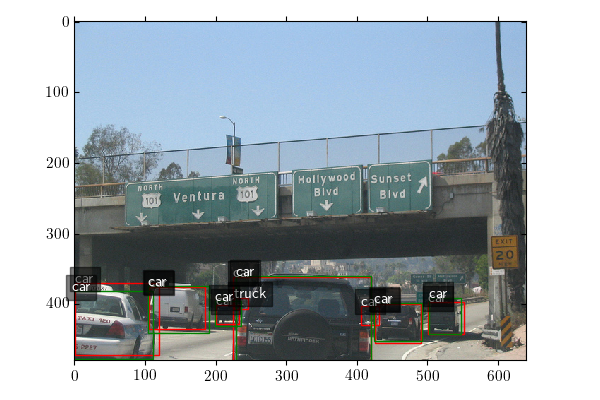 0
100
200
300
400
NORTH NORTH
101 Ventura 101
Hollywood
Blvd
Sunset
Blvd
EXIT
20
car
car
car
car
car
truck
car
car
car
0 100 200 300 400 500 600